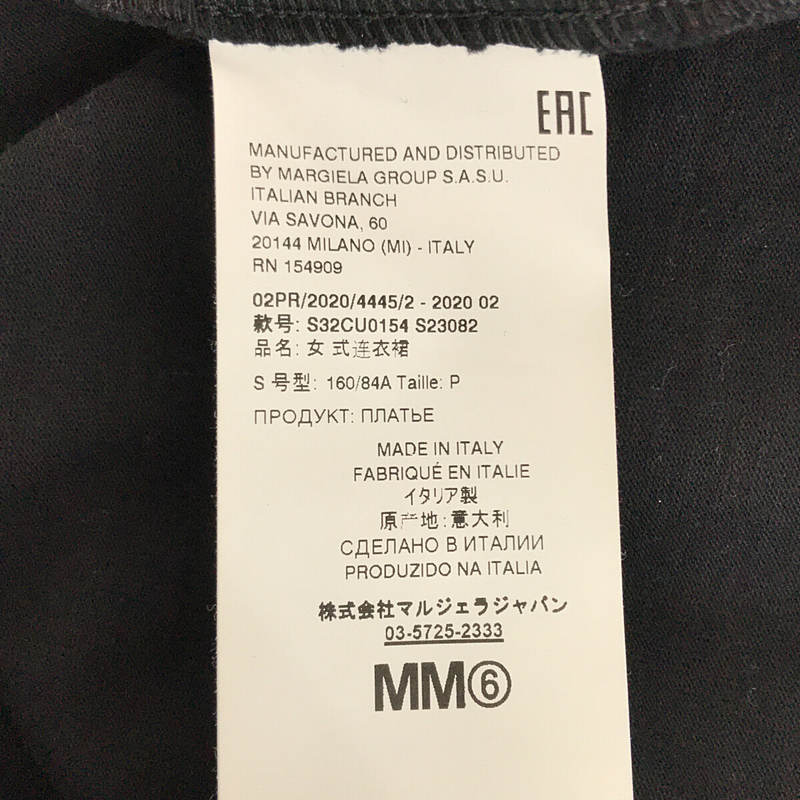 EAC
MANUFACTURED AND DISTRIBUTED
BY MARGIELA GROUP S.A.S.U.
ITALIAN BRANCH
VIA SAVONA, 60
20144 MILANO (MI) - ITALY
RN 154909
02PR/2020/4445/2 - 2020 02
款号: S32CU0154 S23082
品名: 女 式连衣裙
S 号型: 160/84A Taille: P
ПРОДУКТ: ПЛАТЬЕ
MADE IN ITALY
FABRIQUÉ EN ITALIE
イタリア製
原产地: 意大利
СДЕЛАНО В ИТАЛИИ
PRODUZIDO NA ITALIA
株式会社マルジェラジャパン
03-5725-2333
MM⑥